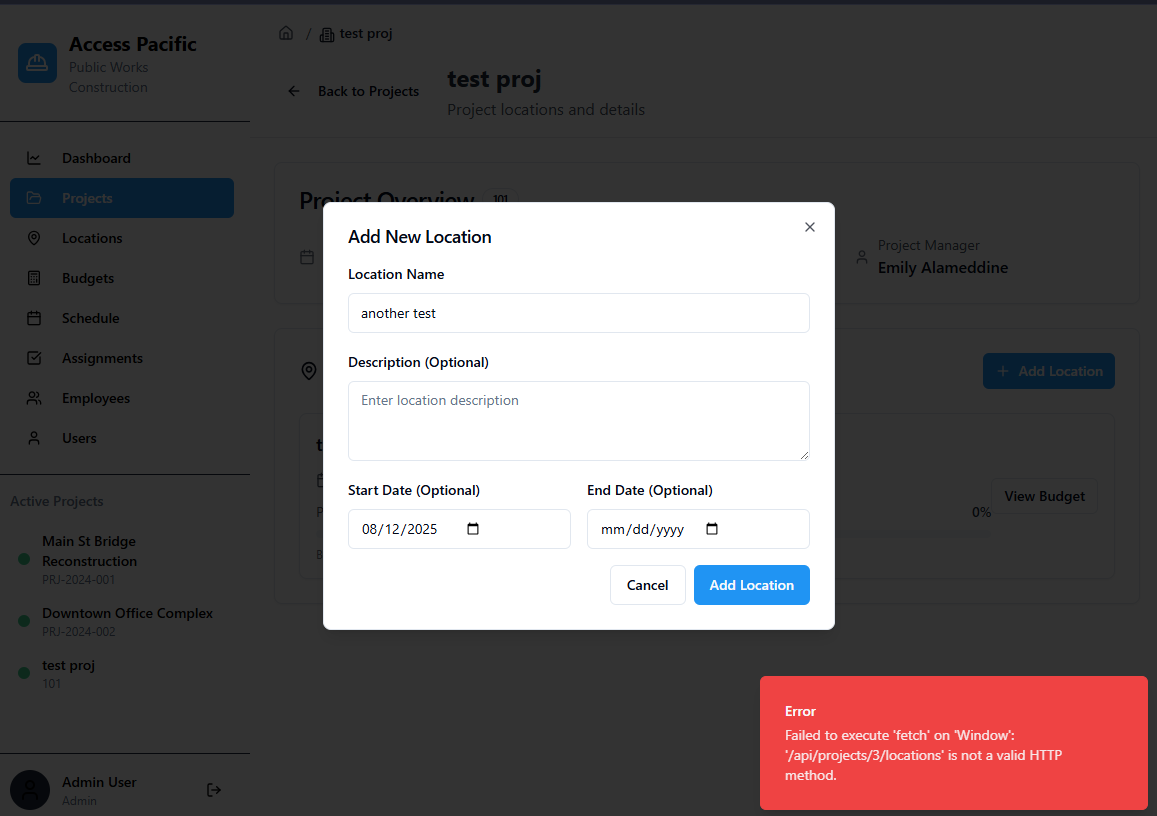 Access Pacific
Public Works
Construction
Dashboard
Projects
Locations
Budgets
Schedule
Assignments
Employees
Users
Active Projects
Main St Bridge
Reconstruction
PRJ-2024-001
Downtown Office Complex
PRJ-2024-002
test proj
101
Admin User
Admin
/ test proj
Back to Projects
test proj
Project locations and details
Project Overview 101
Project Manager
Emily Alameddine
Add Location
View Budget
0%
Add New Location
Location Name
another test
Description (Optional)
Enter location description
Start Date (Optional) End Date (Optional)
08/12/2025 mm/dd/yyyy
Cancel Add Location
Error
Failed to execute 'fetch' on 'Window':
'/api/projects/3/locations' is not a valid HTTP
method.